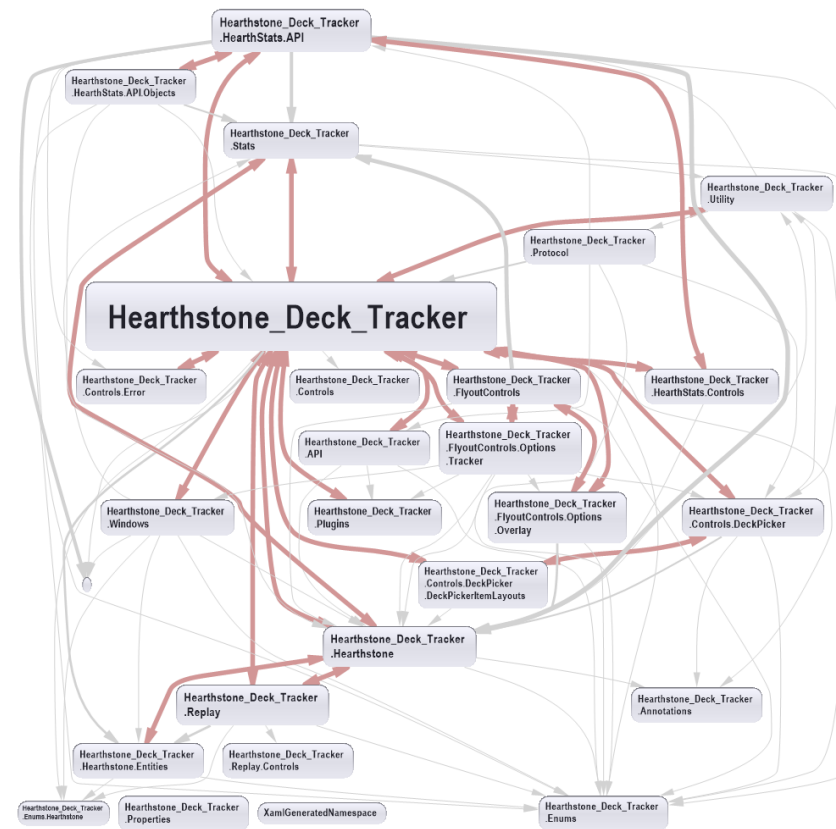 Hearthstone_Deck_Tracker
.HearthStats.API
Hearthstone_Deck_Tracker
.HearthStats.API.Objects
Hearthstone_Deck_Tracker
.Stats
Hearthstone_Deck_Tracker
.Utility
Hearthstone_Deck_Tracker
.Protocol
Hearthstone_Deck_Tracker
Hearthstone_Deck_Tracker
.Controls.Error
Hearthstone_Deck_Tracker
.Controls
Hearthstone_Deck_Tracker
.FlyoutControls
Hearthstone_Deck_Tracker
.HearthStats.Controls
Hearthstone_Deck_Tracker
.API
Hearthstone_Deck_Tracker
.FlyoutControls.Options
.Tracker
Hearthstone_Deck_Tracker
.Windows
Hearthstone_Deck_Tracker
.Plugins
Hearthstone_Deck_Tracker
.FlyoutControls.Options
.Overlay
Hearthstone_Deck_Tracker
.Controls.DeckPicker
Hearthstone_Deck_Tracker
.Controls.DeckPicker
.DeckPickerItemLayouts
Hearthstone_Deck_Tracker
.Hearthstone
Hearthstone_Deck_Tracker
.Replay
Hearthstone_Deck_Tracker
.Annotations
Hearthstone_Deck_Tracker
.Hearthstone.Entities
Hearthstone_Deck_Tracker
.Replay.Controls
Hearthstone_Deck_Tracker
.Enums.Hearthstone
Hearthstone_Deck_Tracker
.Properties
XamlGeneratedNamespace
Hearthstone_Deck_Tracker
.Enums